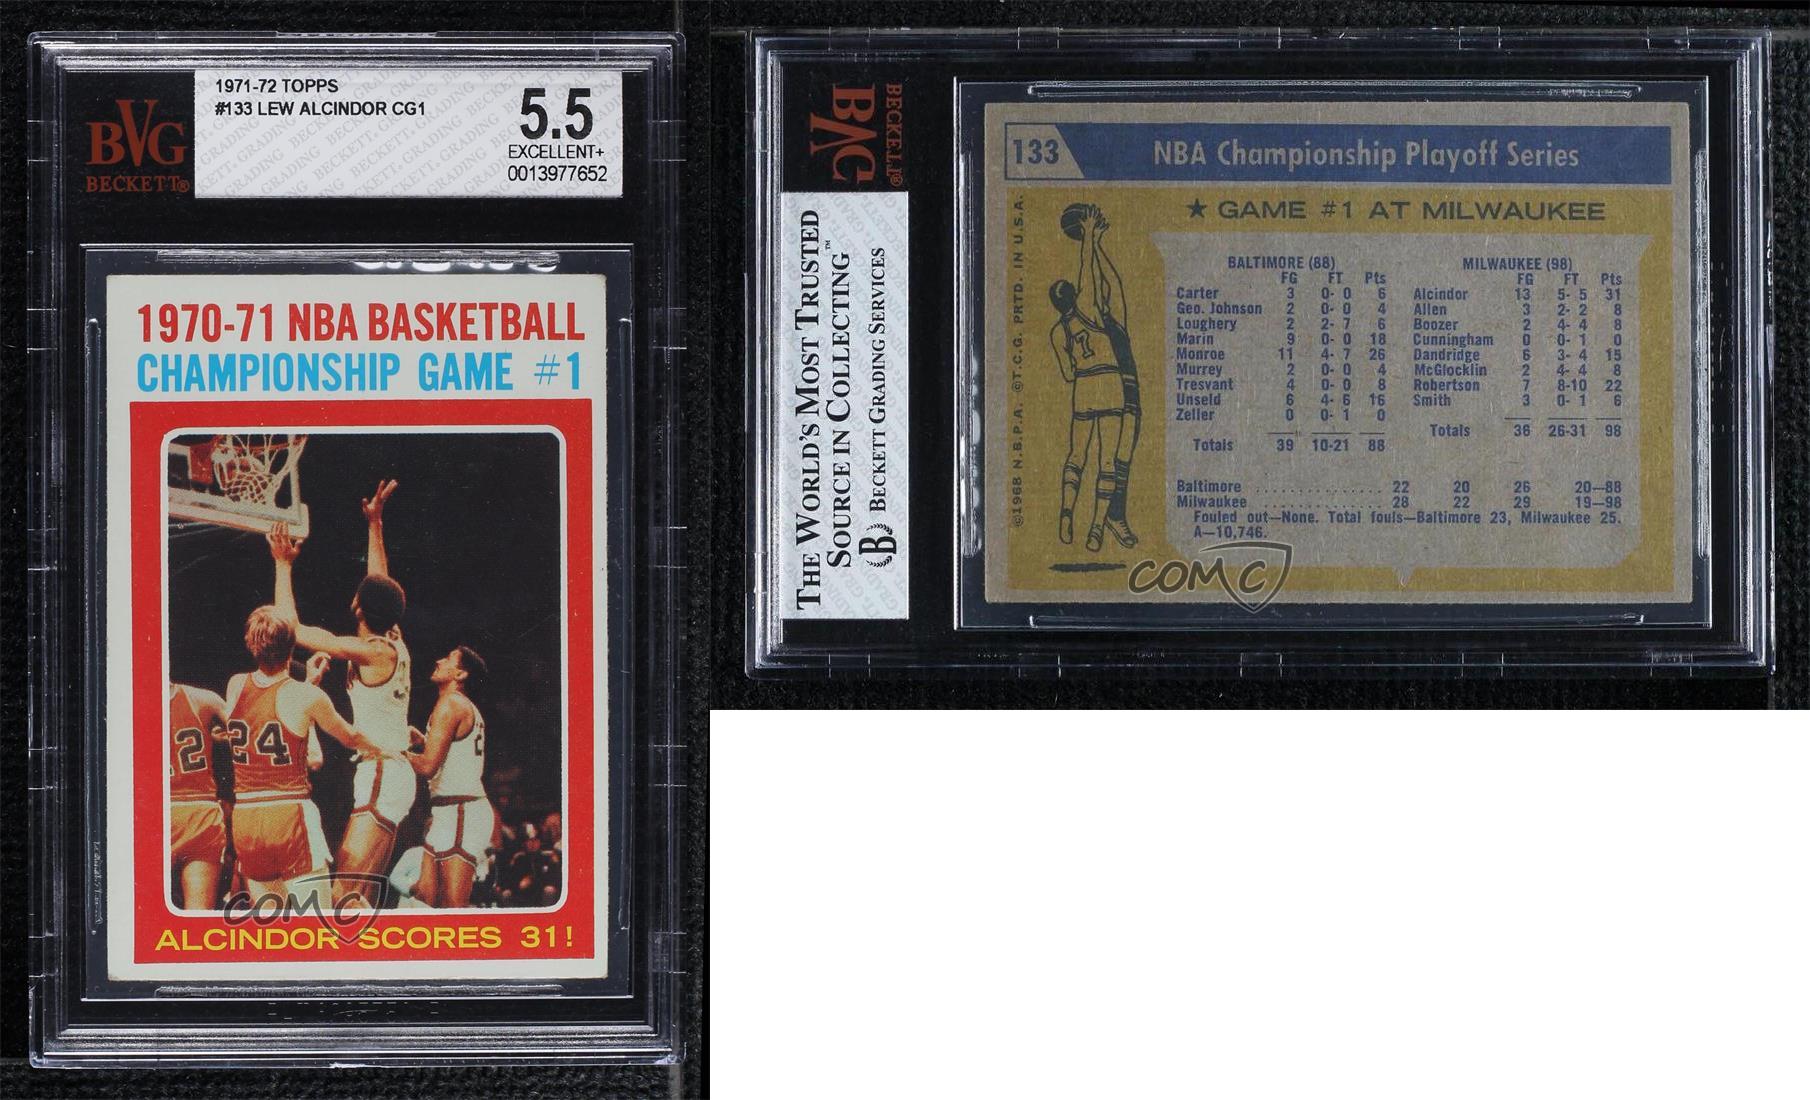 1971-72 TOPPS
#133 LEW ALCINDOR CG1
BVG
BECKETT®
5.5
EXCELLENT+
0013977652
1970-71 NBA BASKETBALL
CHAMPIONSHIP GAME #1
24
2
ALCINDOR SCORES 31!
COMC
BECKETT®
BVG
THE WORLD'S MOST TRUSTED
SOURCE IN COLLECTING™
B BECKETT GRADING SERVICES
133 NBA Championship Playoff Series
★ GAME #1 AT MILWAUKEE
©1968 N.B.P.A. ©T.C.G. PRTD. IN U.S.A.
1
BALTIMORE (88)
FG FT Pts
Carter 3 0- 0 6
Geo. Johnson 2 0- 0 4
Loughery 2 2- 7 6
Marin 9 0- 0 18
Monroe 11 4- 7 26
Murrey 2 0- 0 4
Tresvant 4 0- 0 8
Unseld 6 4- 6 16
Zeller 0 0- 1 0
Totals 39 10-21 88
MILWAUKEE (98)
FG FT Pts
Alcindor 13 5- 5 31
Allen 3 2- 2 8
Boozer 2 4- 4 8
Cunningham 0 0- 1 0
Dandridge 6 3- 4 15
McGlocklin 2 4- 4 8
Robertson 7 8-10 22
Smith 3 0- 1 6
Totals 36 26-31 98
Baltimore ................ 22 20 26 20—88
Milwaukee ................ 28 22 29 19—98
Fouled out—None. Total fouls—Baltimore 23, Milwaukee 25.
A—10,746.
COMC